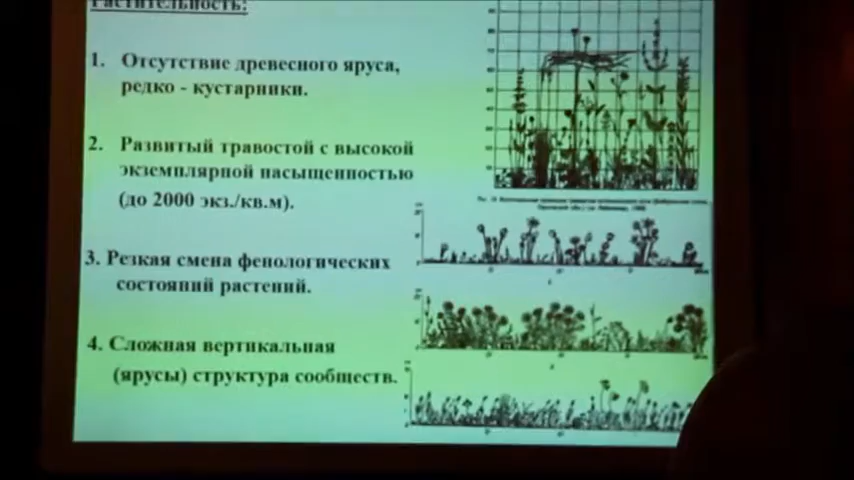 Растительность:
1. Отсутствие древесного яруса,
редко - кустарники.
2. Развитый травостой с высокой
экземплярной насыщенностью
(до 2000 экз./кв.м).
3. Резкая смена фенологических
состояний растений.
4. Сложная вертикальная
(ярусы) структура сообществ.